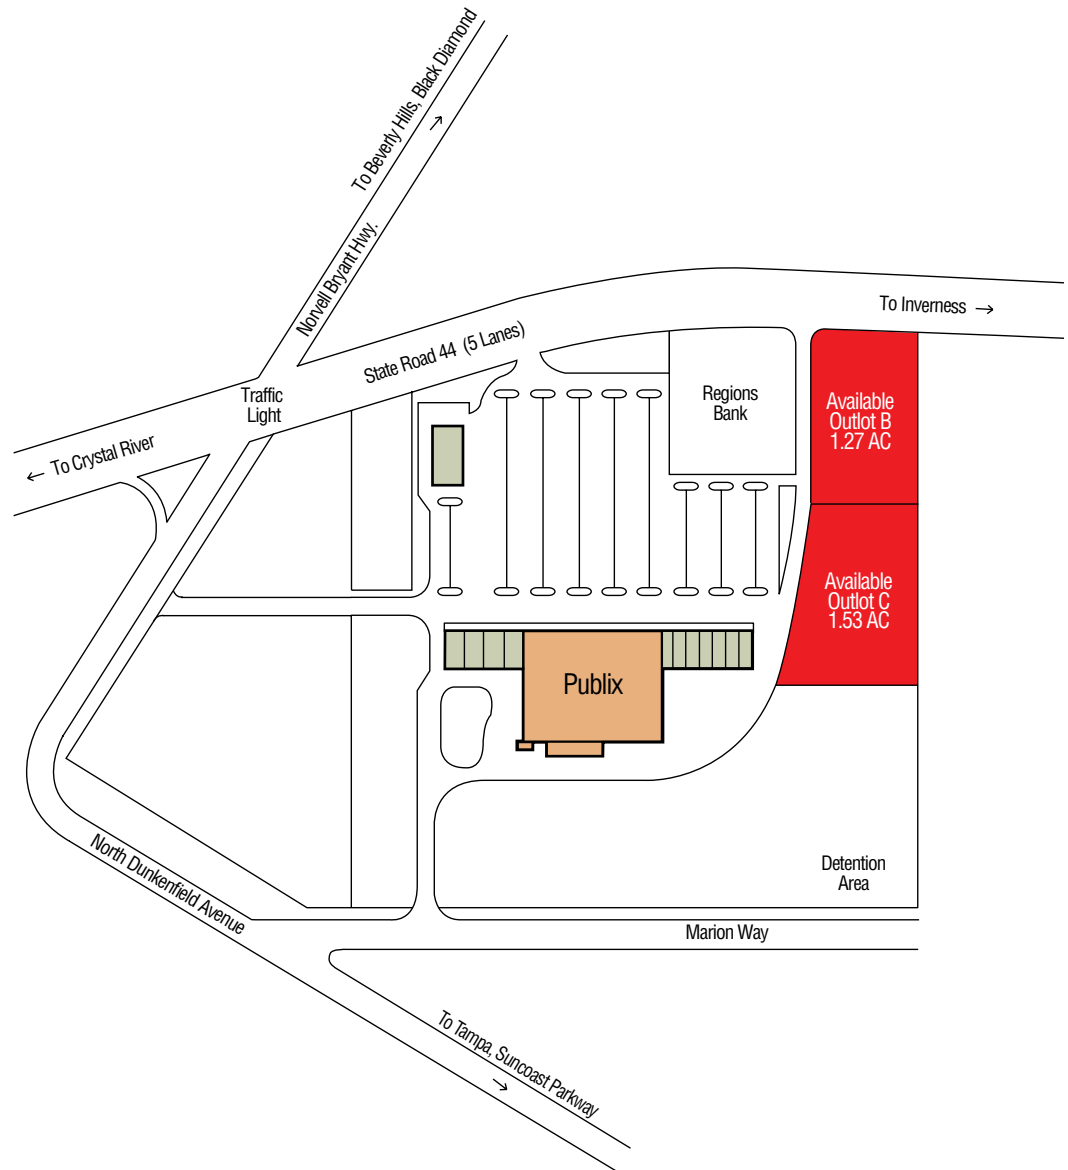 To Beverly Hills, Black Diamond
→
Norvell Bryant Hwy.
To Inverness →
State Road 44 (5 Lanes)
Traffic
Light
← To Crystal River
Regions
Bank
Available
Outlot B
1.27 AC
Available
Outlot C
1.53 AC
Publix
Detention
Area
North Dunkenfield Avenue
Marion Way
To Tampa, Suncoast Parkway
→